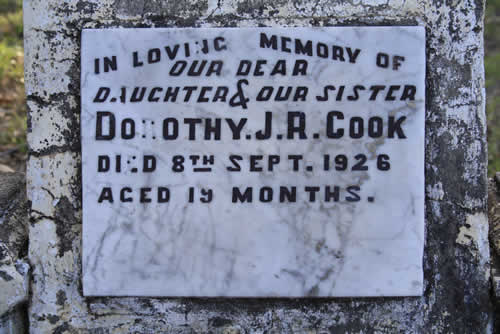 IN LOVING MEMORY OF
OUR DEAR
DAUGHTER & OUR SISTER
DOROTHY. J. R. COOK
DIED 8TH SEPT. 1926
AGED 19 MONTHS.